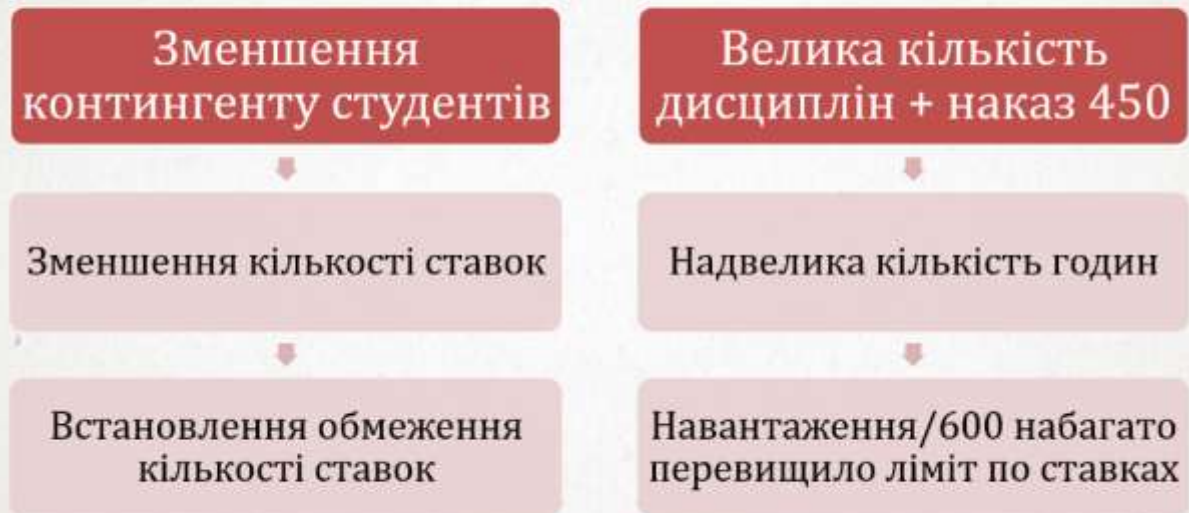 Зменшення
контингенту студентів
Зменшення кількості ставок
Встановлення обмеження
кількості ставок
Велика кількість
дисциплін + наказ 450
Надвелика кількість годин
Навантаження/600 набагато
перевищило ліміт по ставках